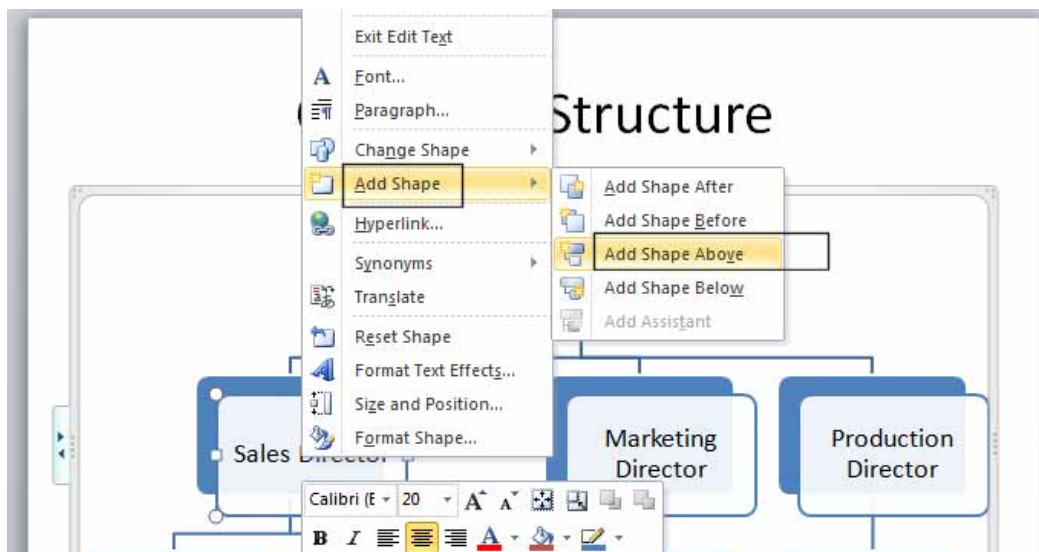 Exit Edit Text
Font...
Paragraph...
Structure
Change Shape
Add Shape
Hyperlink...
Synonyms
Translate
Reset Shape
Format Text Effects...
Size and Position...
Format Shape...
Add Shape After
Add Shape Before
Add Shape Above
Add Shape Below
Add Assistant
Sales Director
Marketing
Director
Production
Director
Calibri (E 20 A A
B I A